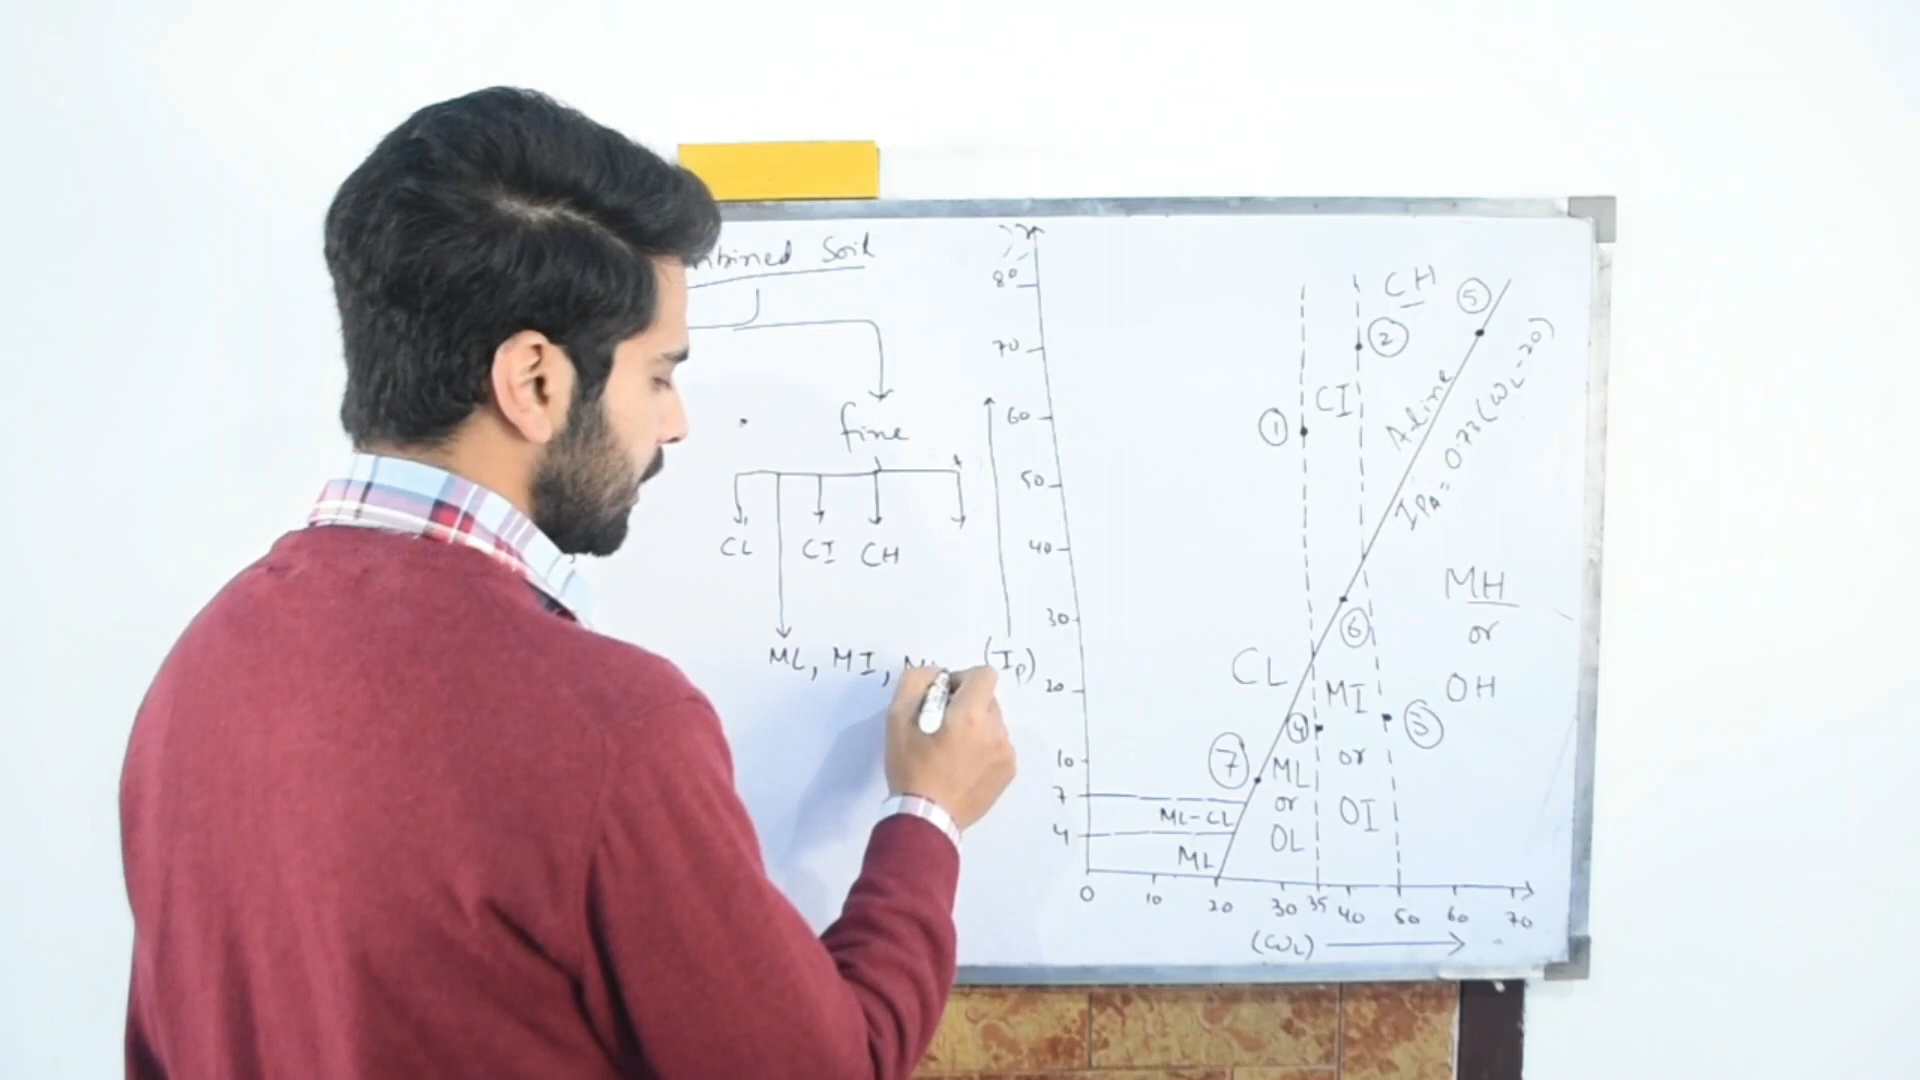 Soil
fine
CL CI CH
ML, MI,
(Ip)
80
70
60
50
40
30
20
10
7
4
0 10 20 30 35 40 50 60 70
(WL)
CH
5
2
CI
1
A-line
IPA = 0.73 (WL-20)
MH
or
OH
6
CL
MI
or
OI
4
3
7
ML
or
OL
ML-CL
ML